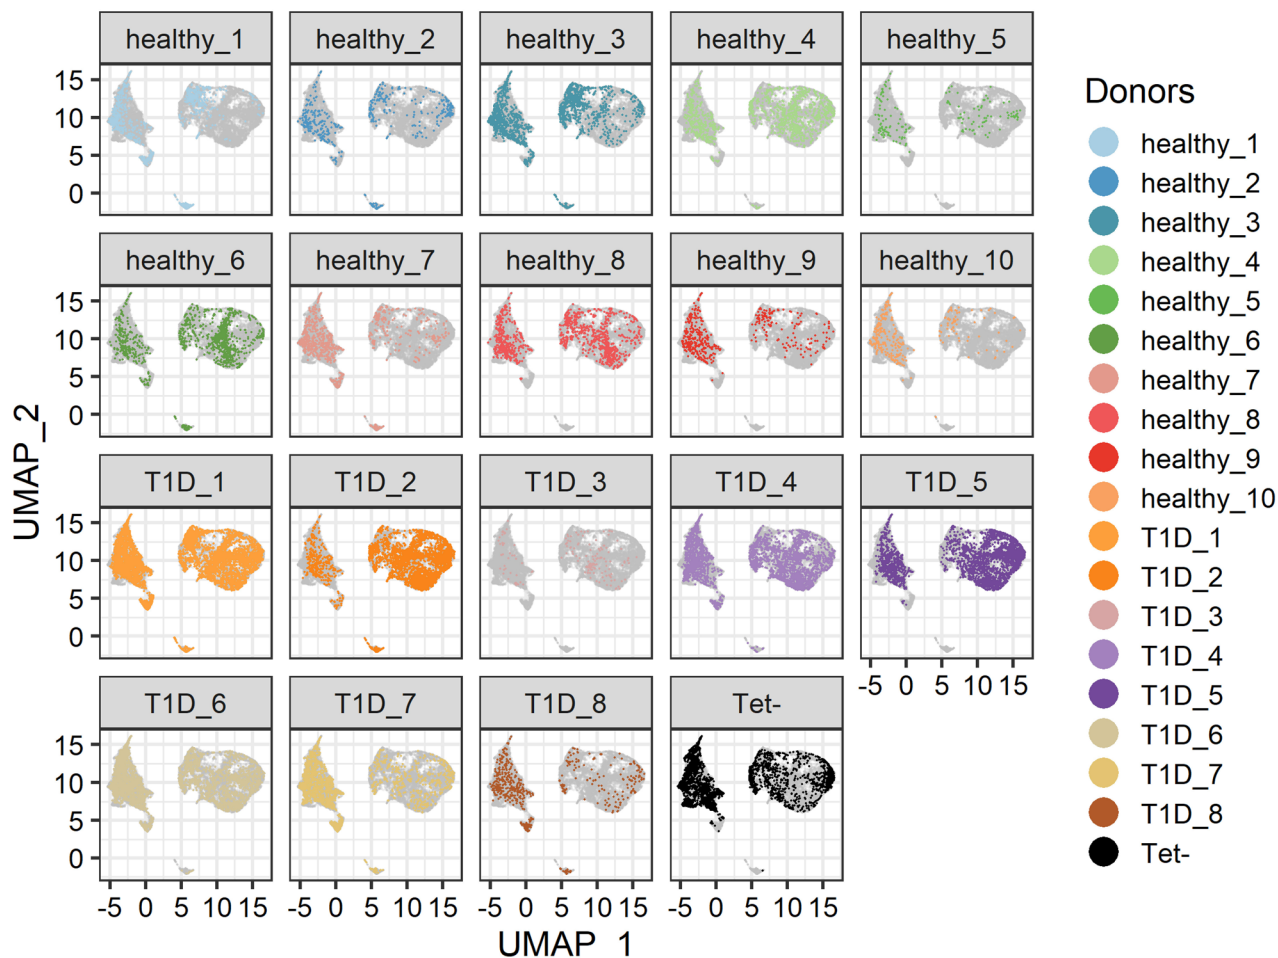 healthy_1 healthy_2 healthy_3 healthy_4 healthy_5
15
10
5
0
healthy_6 healthy_7 healthy_8 healthy_9 healthy_10
15
10
5
0
T1D_1 T1D_2 T1D_3 T1D_4 T1D_5
15
10
5
0
-5 0 5 10 15
T1D_6 T1D_7 T1D_8 Tet-
15
10
5
0
-5 0 5 10 15 -5 0 5 10 15 -5 0 5 10 15 -5 0 5 10 15
UMAP_1
UMAP_2
Donors
healthy_1
healthy_2
healthy_3
healthy_4
healthy_5
healthy_6
healthy_7
healthy_8
healthy_9
healthy_10
T1D_1
T1D_2
T1D_3
T1D_4
T1D_5
T1D_6
T1D_7
T1D_8
Tet-